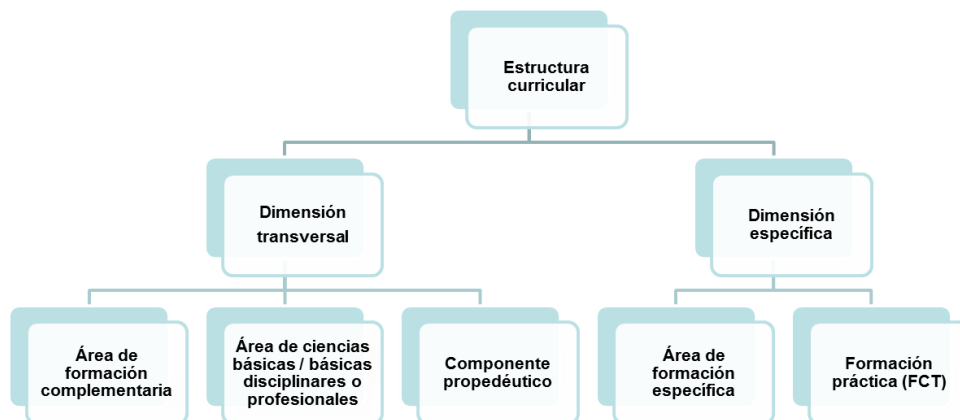 Estructura
curricular
Dimensión
transversal
Dimensión
específica
Área de
formación
complementaria
Área de ciencias
básicas / básicas
disciplinares o
profesionales
Componente
propedéutico
Área de
formación
específica
Formación
práctica (FCT)